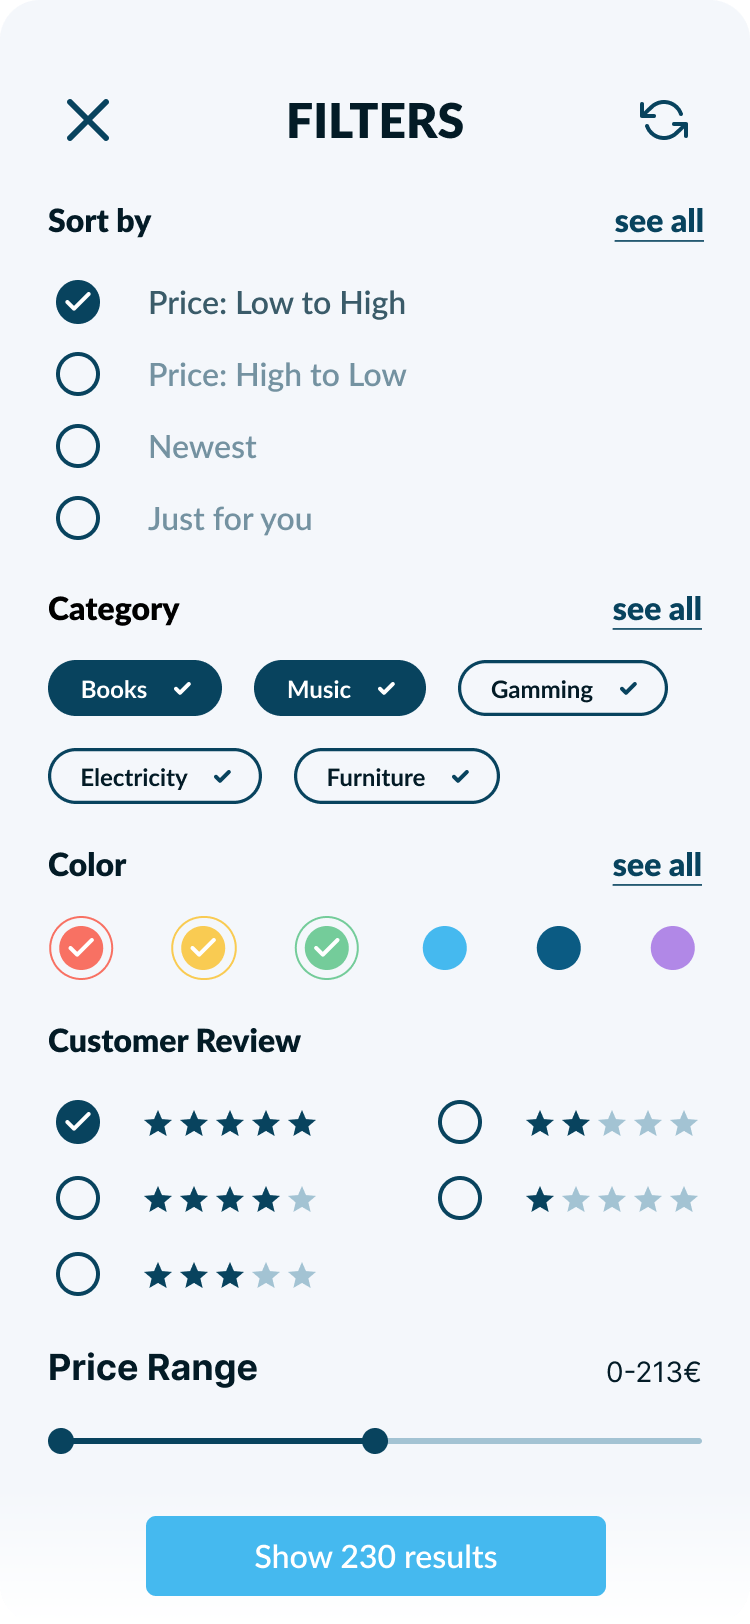 FILTERS
Sort by see all
Price: Low to High
Price: High to Low
Newest
Just for you
Category see all
Books Music Gamming
Electricity Furniture
Color see all
Customer Review
Price Range 0-213€
Show 230 results